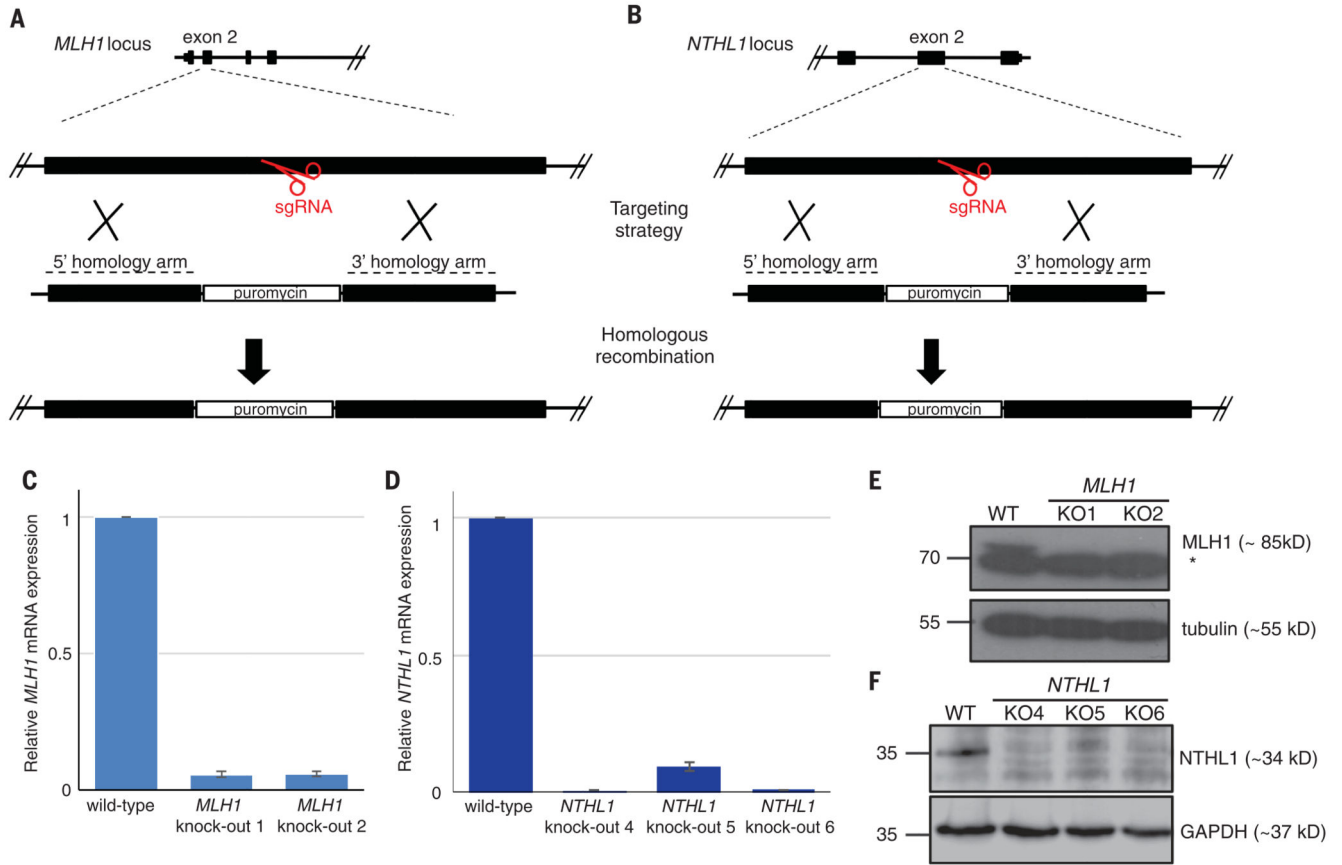 A
MLH1 locus
exon 2
sgRNA
5’ homology arm
3’ homology arm
puromycin
puromycin
Targeting
strategy
Homologous
recombination
B
NTHL1 locus
exon 2
sgRNA
5’ homology arm
3’ homology arm
puromycin
puromycin
C
Relative MLH1 mRNA expression
1
0.5
0
wild-type
MLH1
knock-out 1
MLH1
knock-out 2
D
Relative NTHL1 mRNA expression
1
0.5
0
wild-type
NTHL1
knock-out 4
NTHL1
knock-out 5
NTHL1
knock-out 6
E
MLH1
WT KO1 KO2
70
MLH1 (~ 85kD)
*
55
tubulin (~55 kD)
F
NTHL1
WT KO4 KO5 KO6
35
NTHL1 (~34 kD)
35
GAPDH (~37 kD)